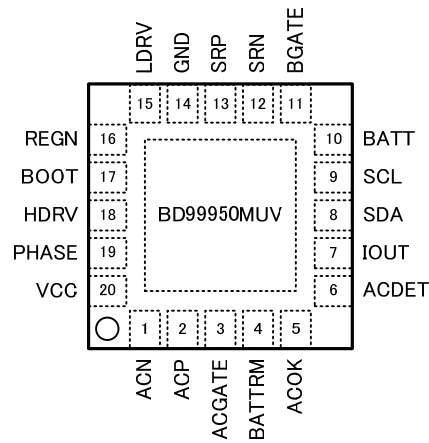 LDRV
GND
SRP
SRN
BGATE
15
14
13
12
11
REGN 16
10 BATT
BOOT 17
9 SCL
HDRV 18
BD99950MUV
8 SDA
PHASE 19
7 IOUT
VCC 20
6 ACDET
1
2
3
4
5
ACN
ACP
ACGATE
BATTRM
ACOK